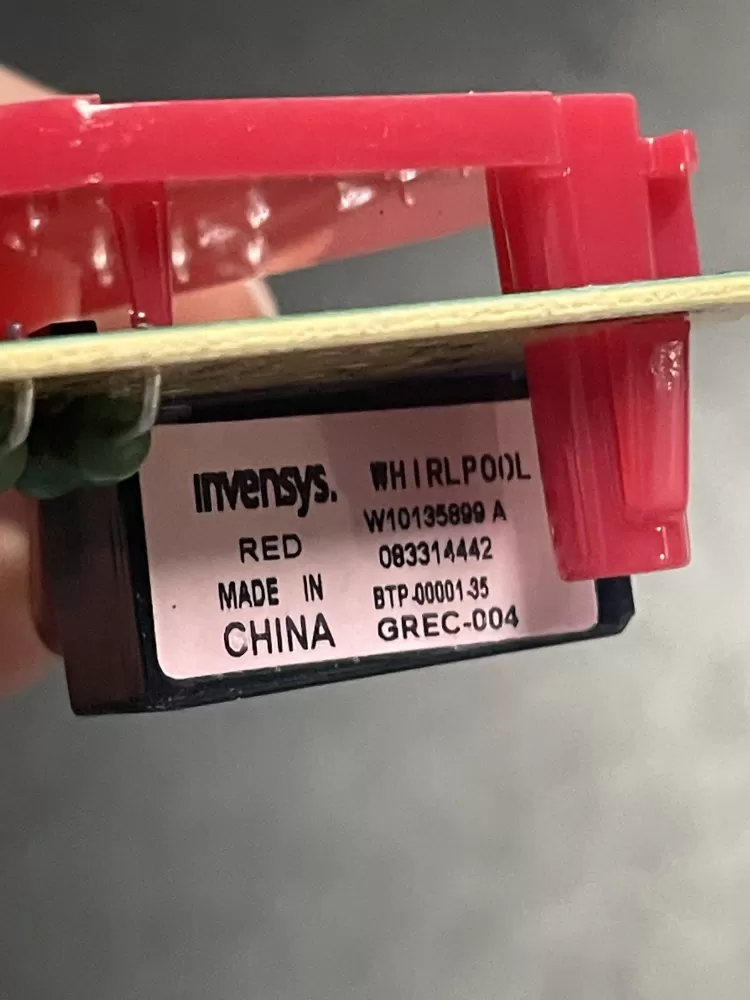 invensys.
RED
MADE IN
CHINA
WHIRLPOOL
W10135899 A
083314442
BTP-00001-35
GREC-004